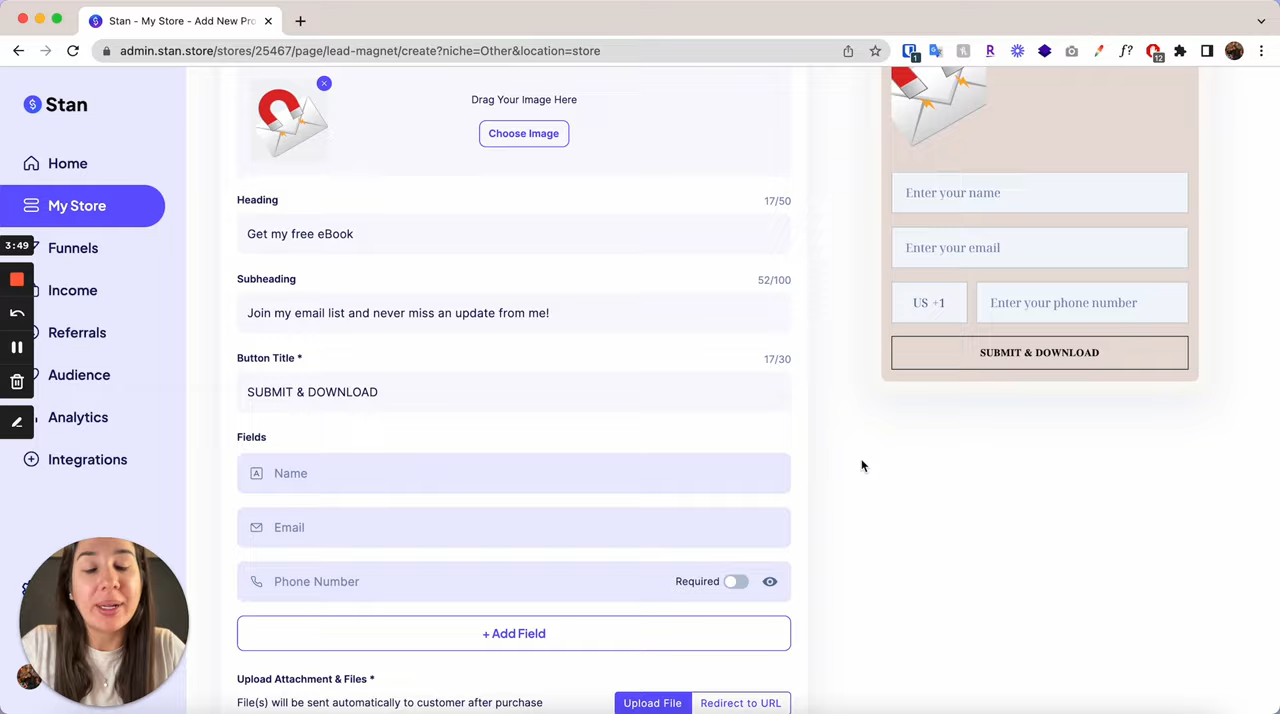 Stan - My Store - Add New Pro
admin.stan.store/stores/25467/page/lead-magnet/create?niche=Other&location=store
1
R
f?
12
Stan
Home
My Store
3:49
Funnels
Income
Referrals
Audience
Analytics
Integrations
Drag Your Image Here
Choose Image
Heading
17/50
Get my free eBook
Subheading
52/100
Join my email list and never miss an update from me!
Button Title *
17/30
SUBMIT & DOWNLOAD
Fields
Name
Email
Phone Number
Required
+ Add Field
Upload Attachment & Files *
File(s) will be sent automatically to customer after purchase
Upload File
Redirect to URL
Enter your name
Enter your email
US +1
Enter your phone number
SUBMIT & DOWNLOAD